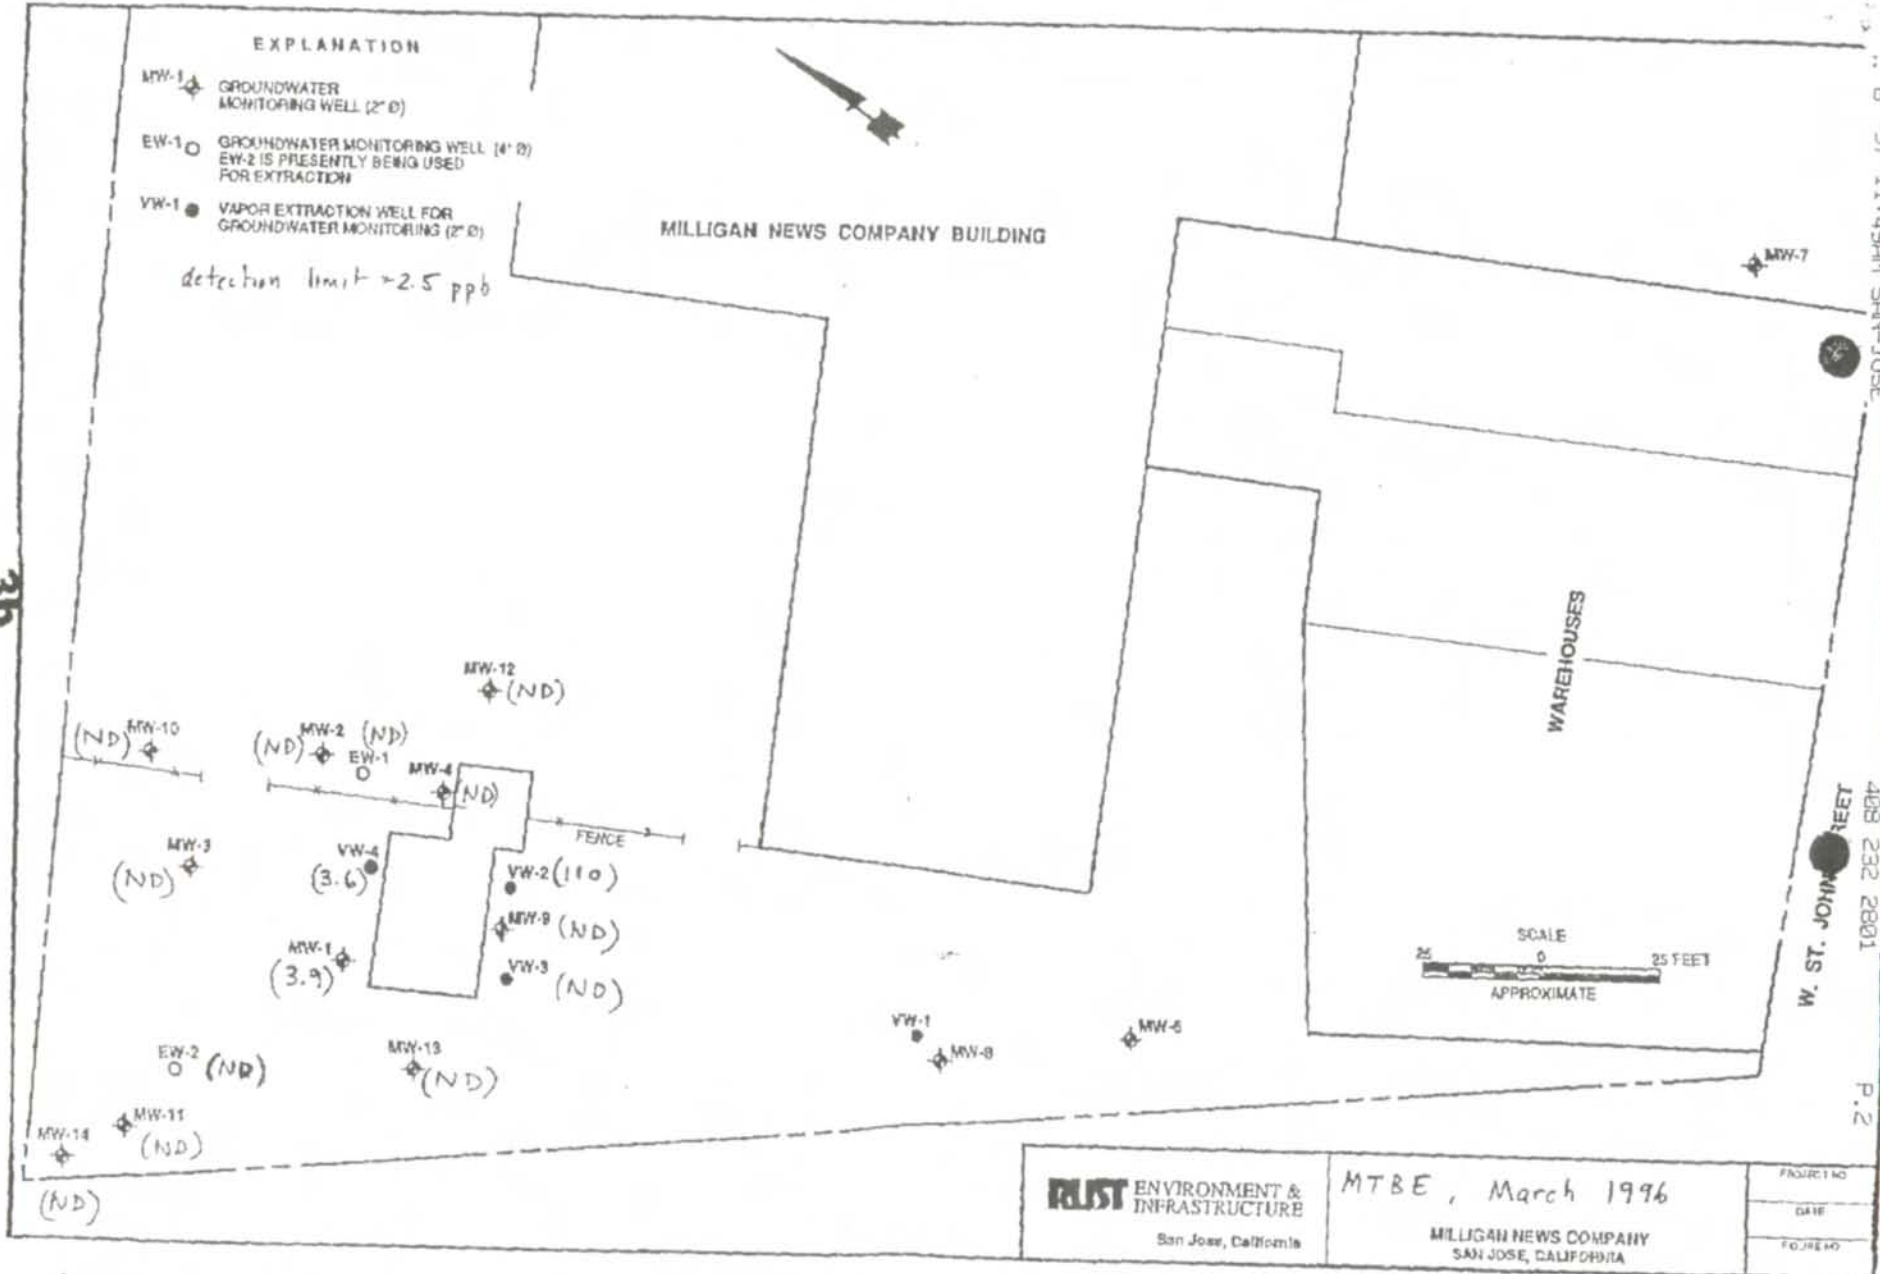 EXPLANATION
MW-1
GROUNDWATER
MONITORING WELL (2" Ø)
EW-1
GROUNDWATER MONITORING WELL (4" Ø)
EW-2 IS PRESENTLY BEING USED
FOR EXTRACTION
VW-1
VAPOR EXTRACTION WELL FOR
GROUNDWATER MONITORING (2" Ø)
detection limit = 2.5 ppb
MILLIGAN NEWS COMPANY BUILDING
MW-7
MW-12
(ND)
(ND) MW-10
(ND) MW-2 (ND)
EW-1
MW-4
(ND)
FENCE
MW-3
(ND)
VW-4
(3.6)
VW-2 (110)
MW-9 (ND)
MW-1
(3.9)
VW-3 (ND)
EW-2 (ND)
MW-13
(ND)
MW-11
(ND)
MW-14
(ND)
VW-1
MW-8
MW-6
WAREHOUSES
SCALE
25 0 25 FEET
APPROXIMATE
W. ST. JOHN
408 232 2801
P.2
RUST ENVIRONMENT &
INFRASTRUCTURE
San Jose, California
MTBE, March 1996
MILLIGAN NEWS COMPANY
SAN JOSE, CALIFORNIA
PROJECT NO
DATE
FIGURE NO